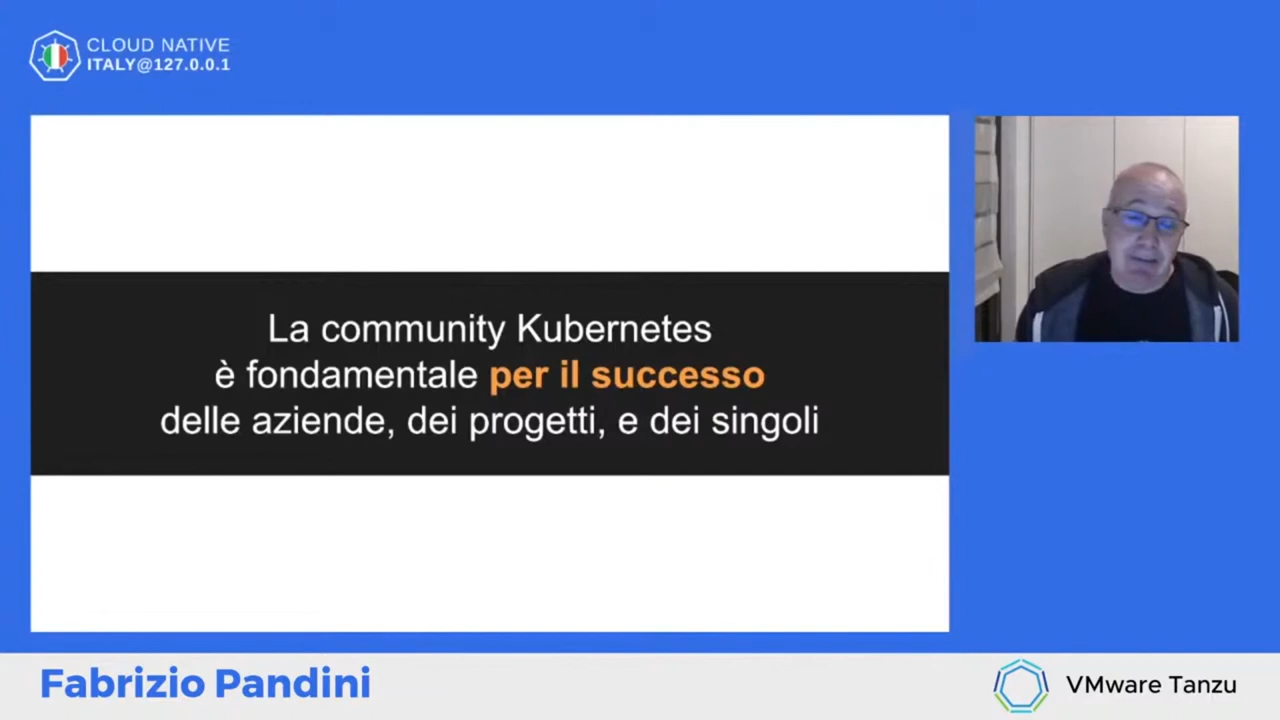 CLOUD NATIVE
ITALY@127.0.0.1
La community Kubernetes
è fondamentale per il successo
delle aziende, dei progetti, e dei singoli
Fabrizio Pandini
VMware Tanzu